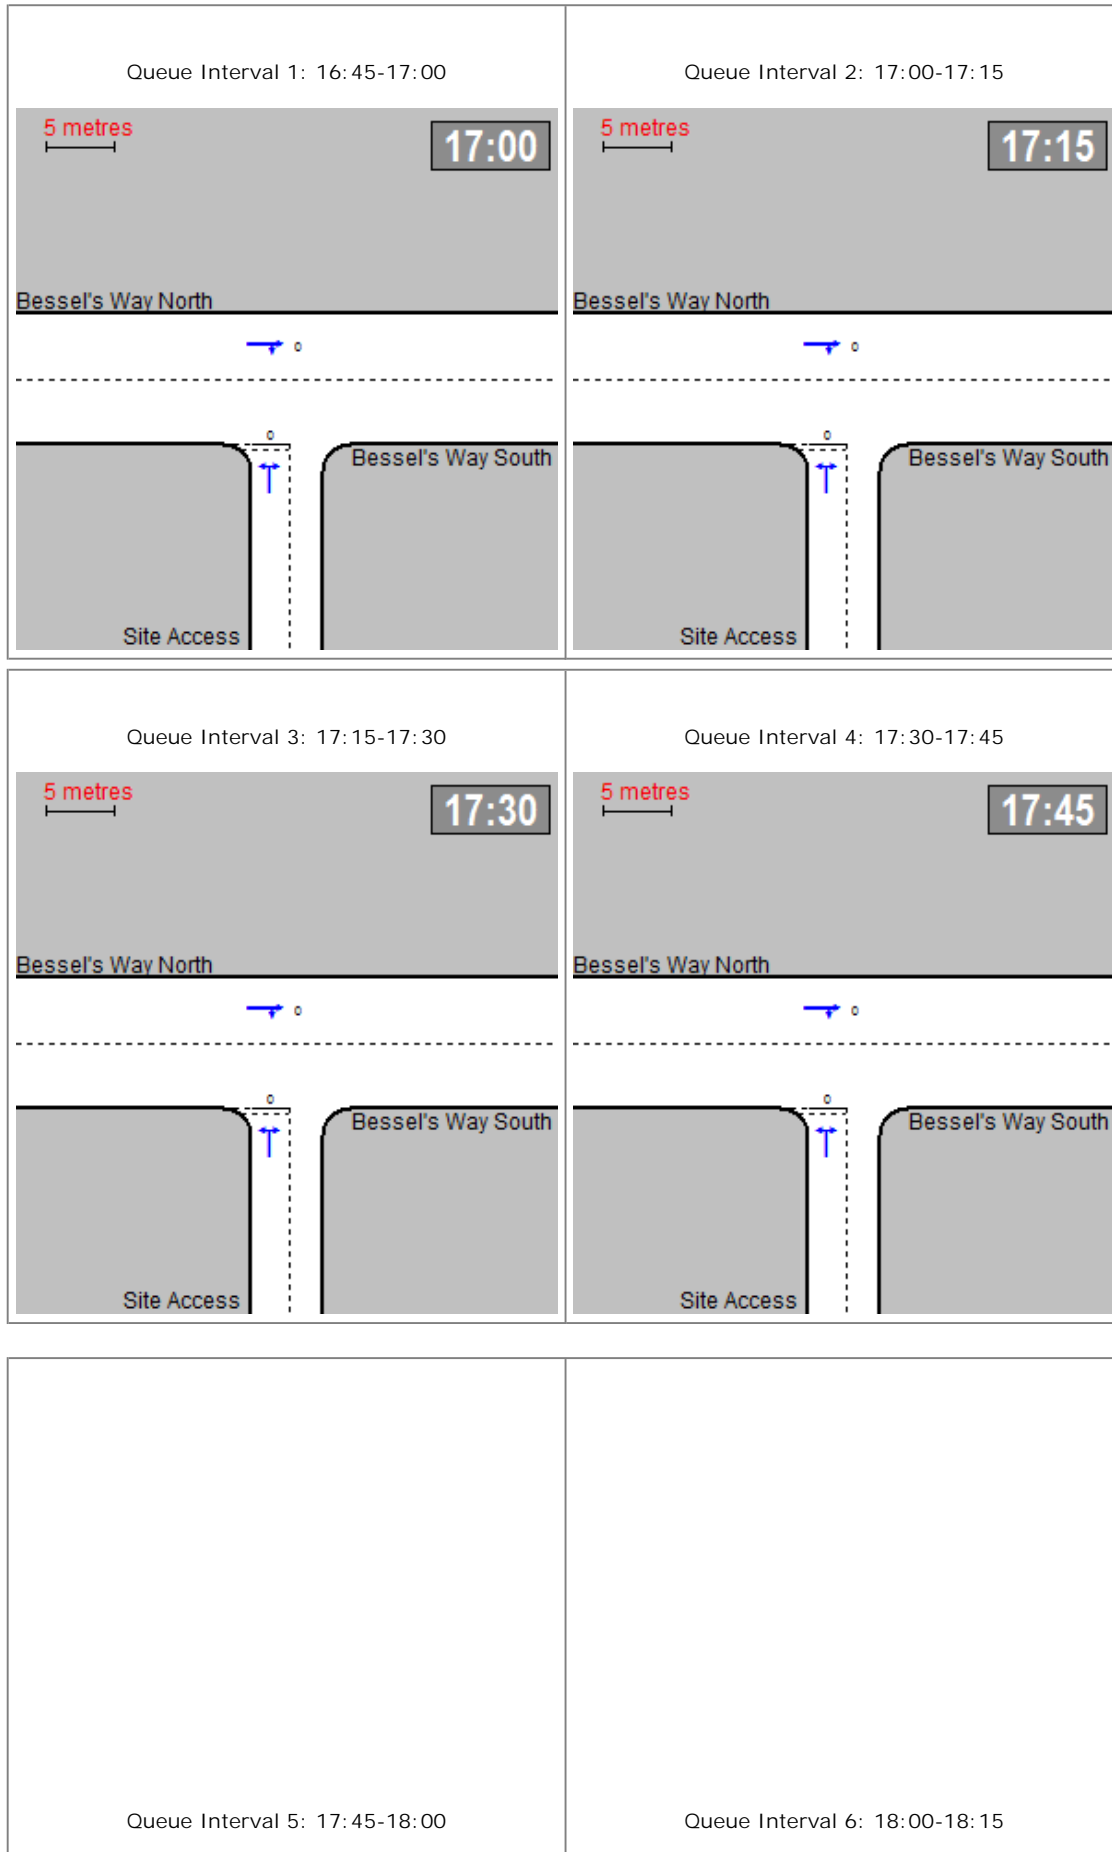 Queue Interval 1: 16:45-17:00
5 metres
17:00
Bessel's Way North
0
0
Bessel's Way South
Site Access
Queue Interval 2: 17:00-17:15
5 metres
17:15
Bessel's Way North
0
0
Bessel's Way South
Site Access
Queue Interval 3: 17:15-17:30
5 metres
17:30
Bessel's Way North
0
0
Bessel's Way South
Site Access
Queue Interval 4: 17:30-17:45
5 metres
17:45
Bessel's Way North
0
0
Bessel's Way South
Site Access
Queue Interval 5: 17:45-18:00
Queue Interval 6: 18:00-18:15